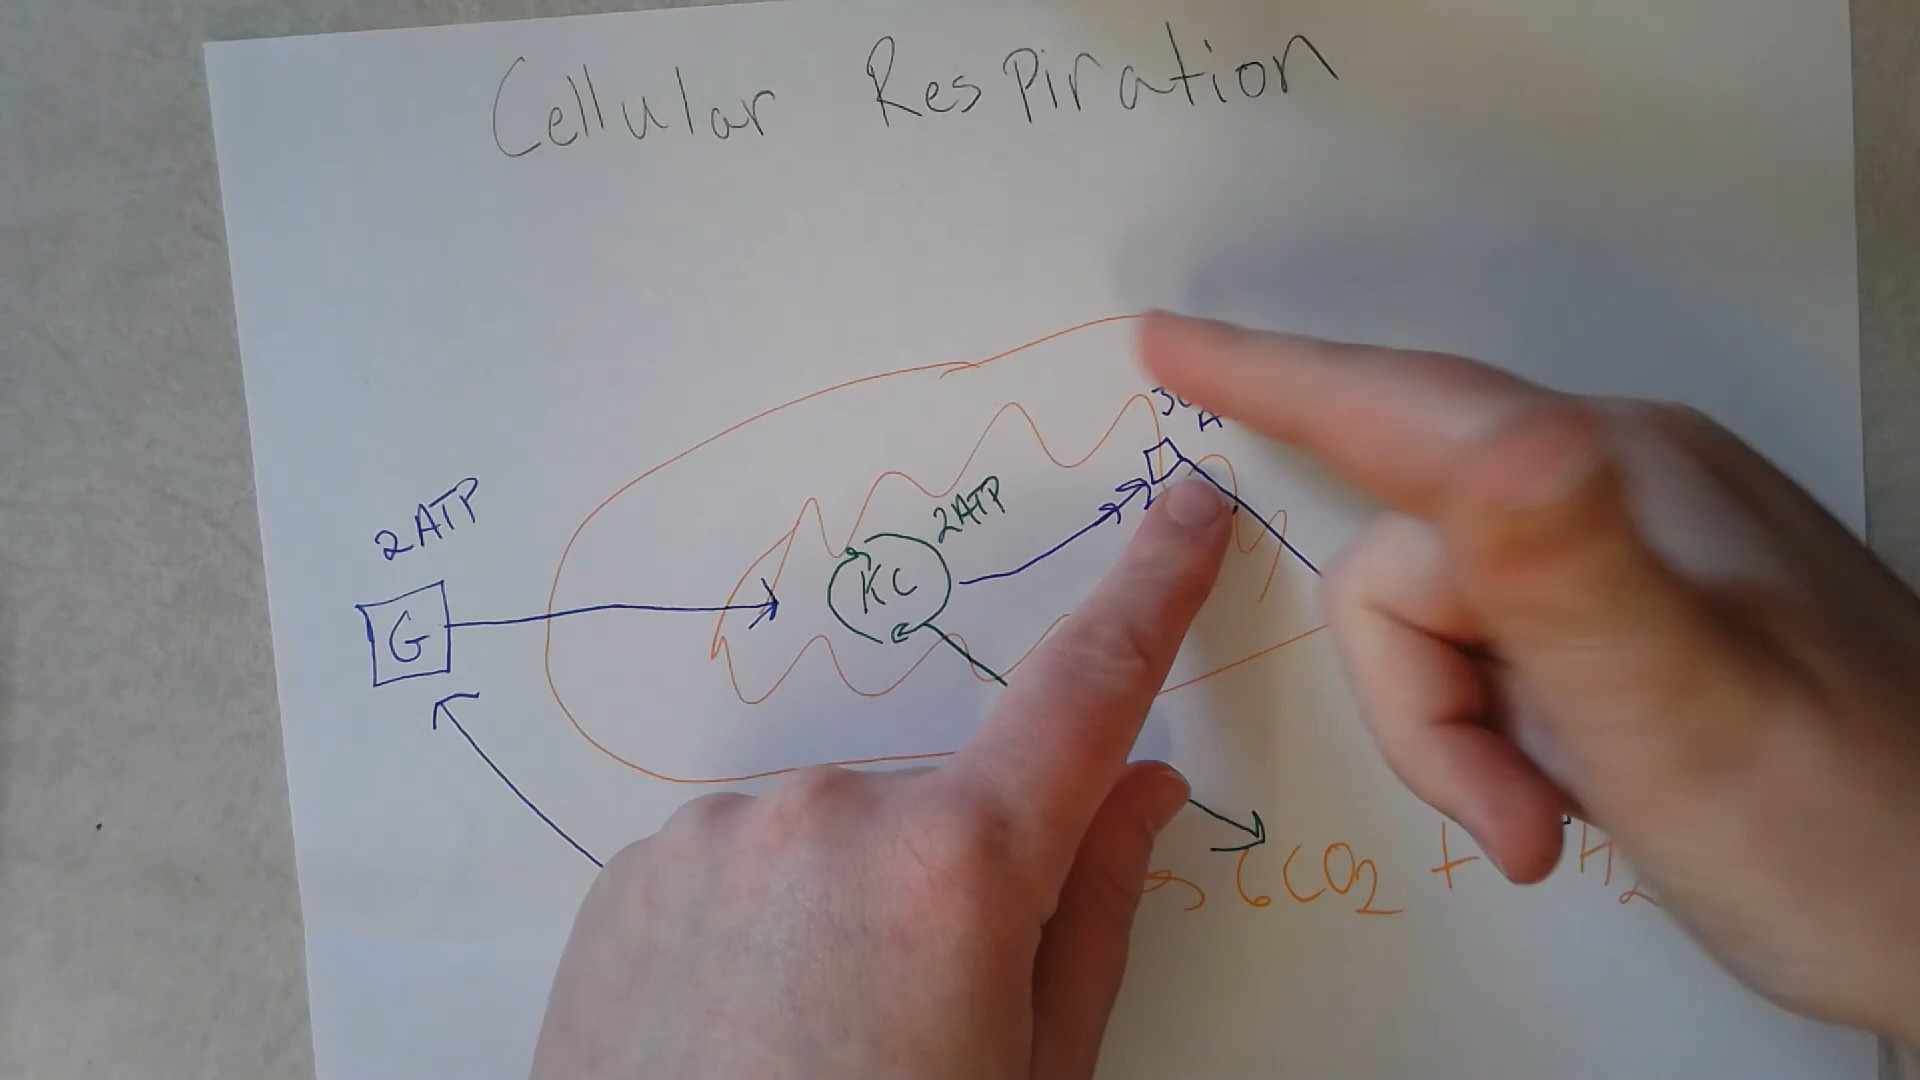 Cellular Respiration
2ATP
2ATP
KC
G
6CO2 +